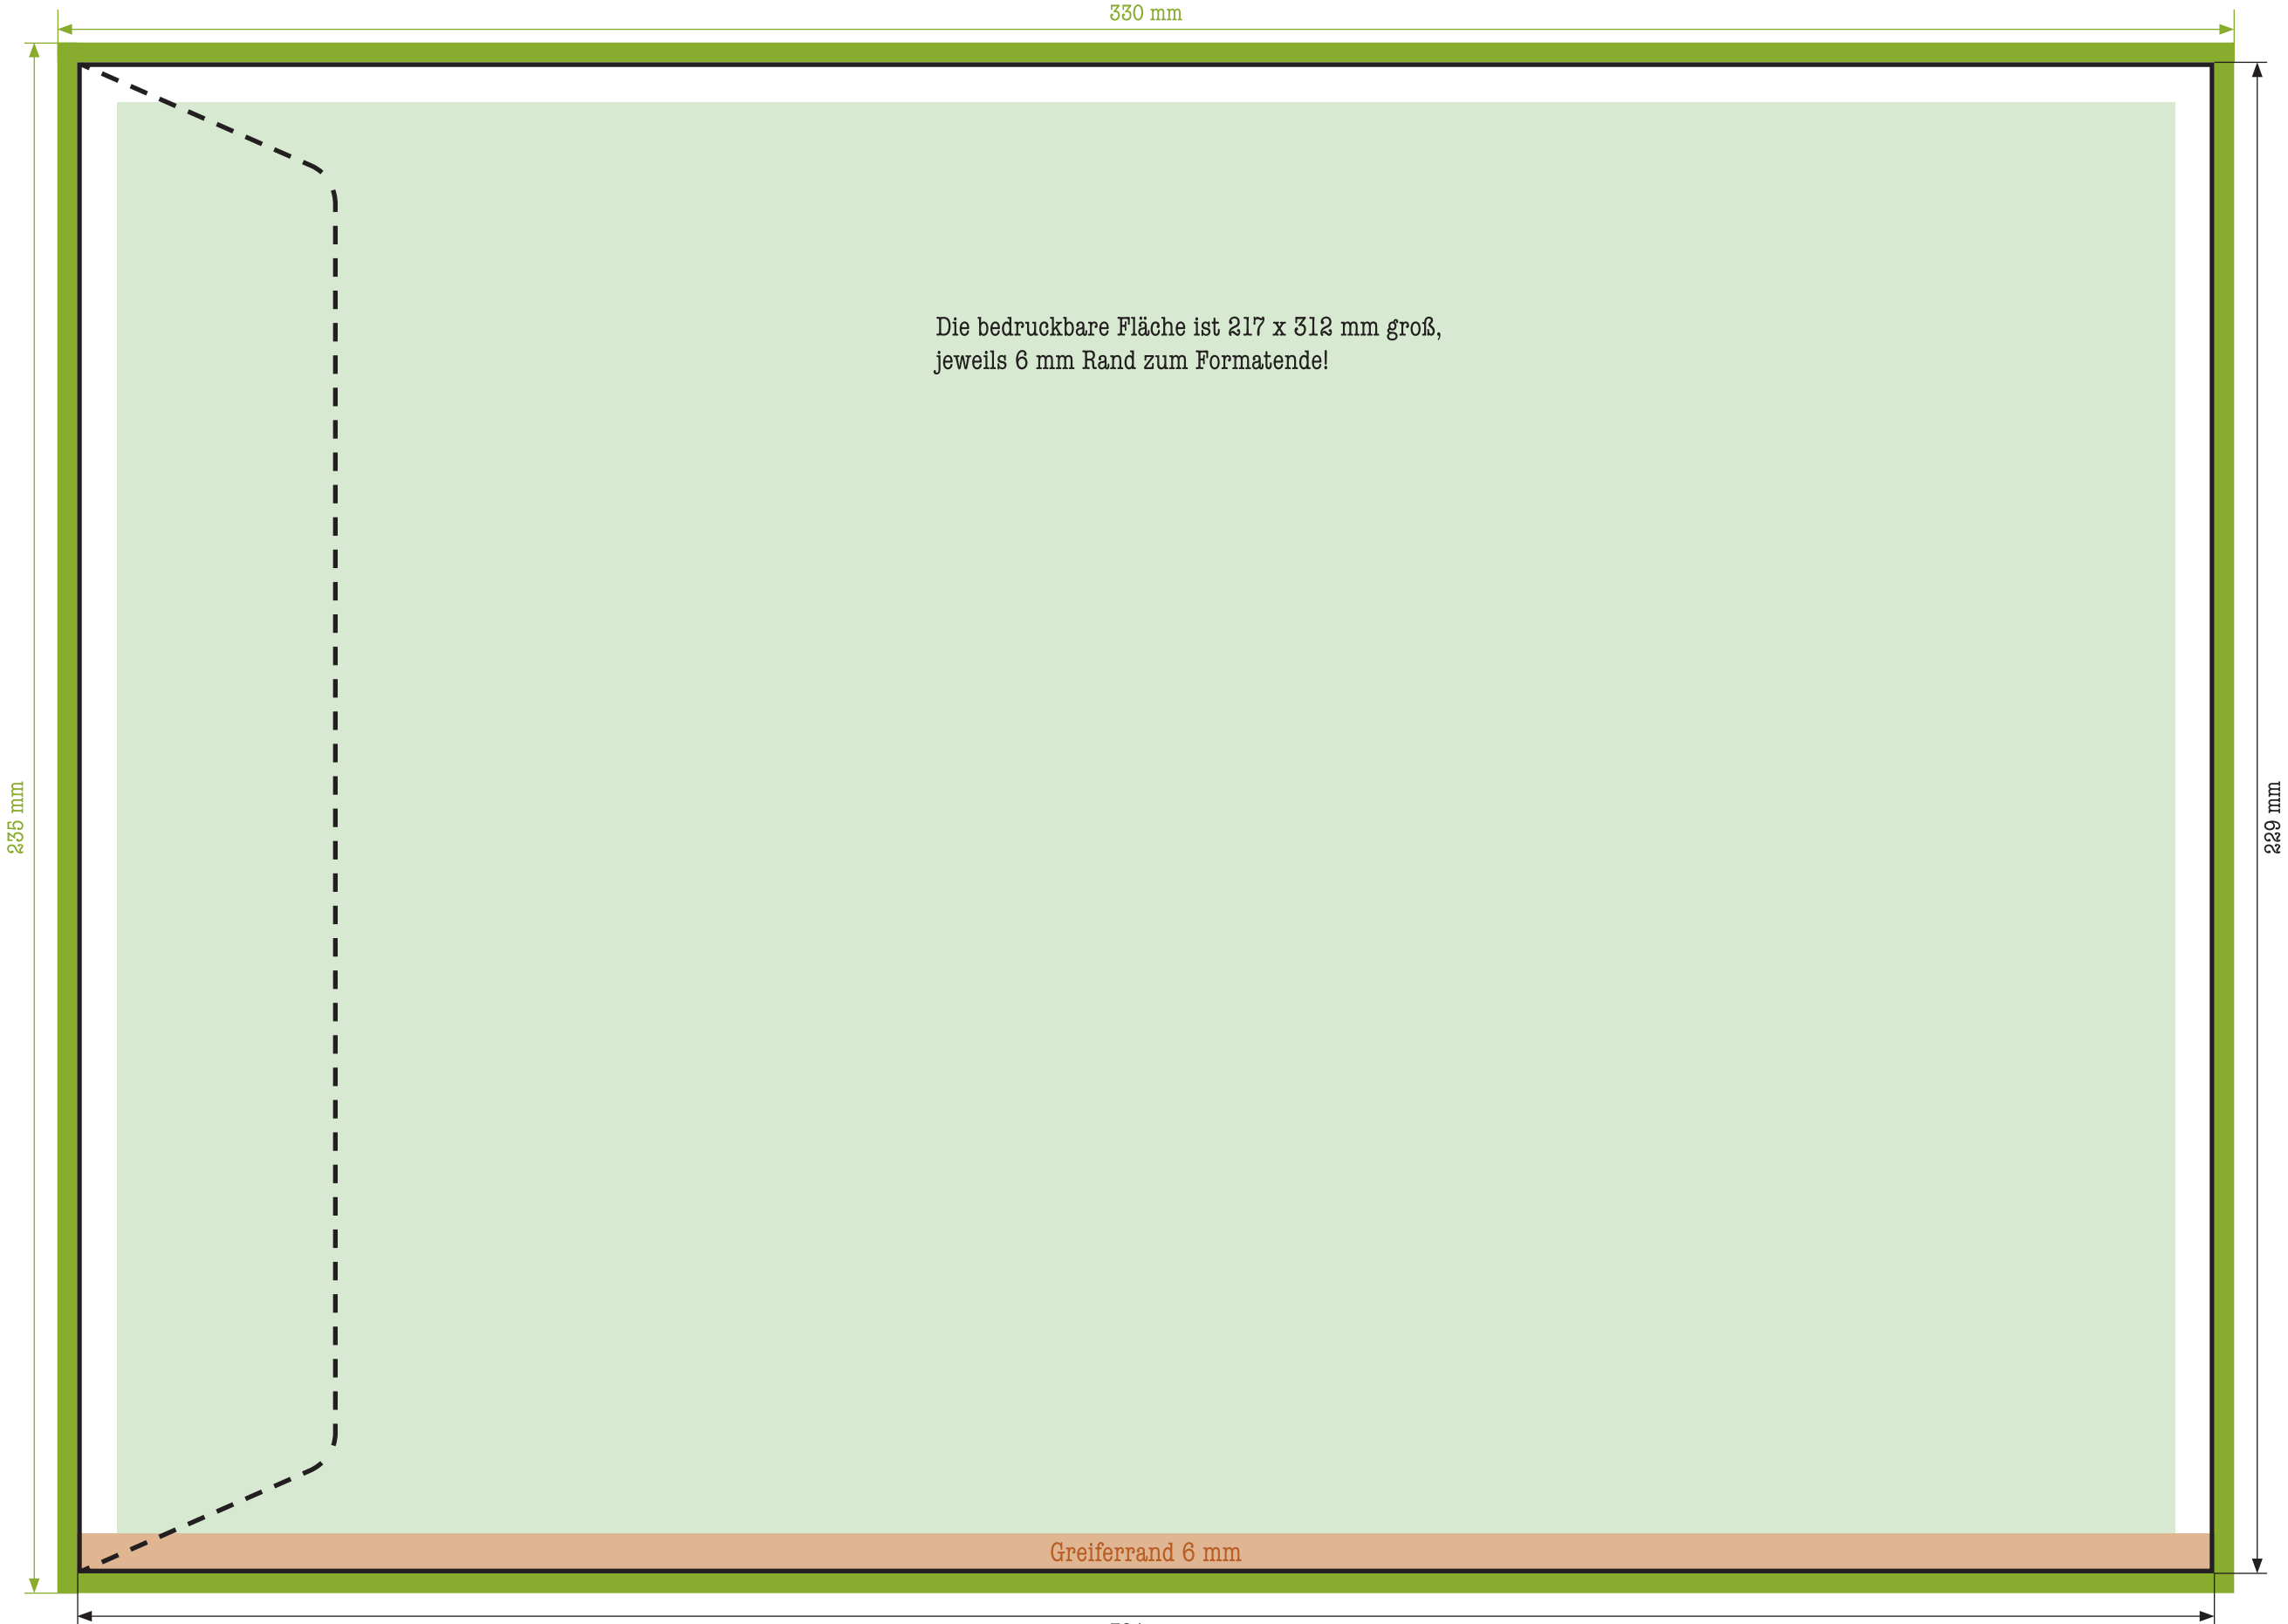 330 mm
Die bedruckbare Fläche ist 217 x 312 mm groß,
jeweils 6 mm Rand zum Formatende!
235 mm
229 mm
Greiferrand 6 mm